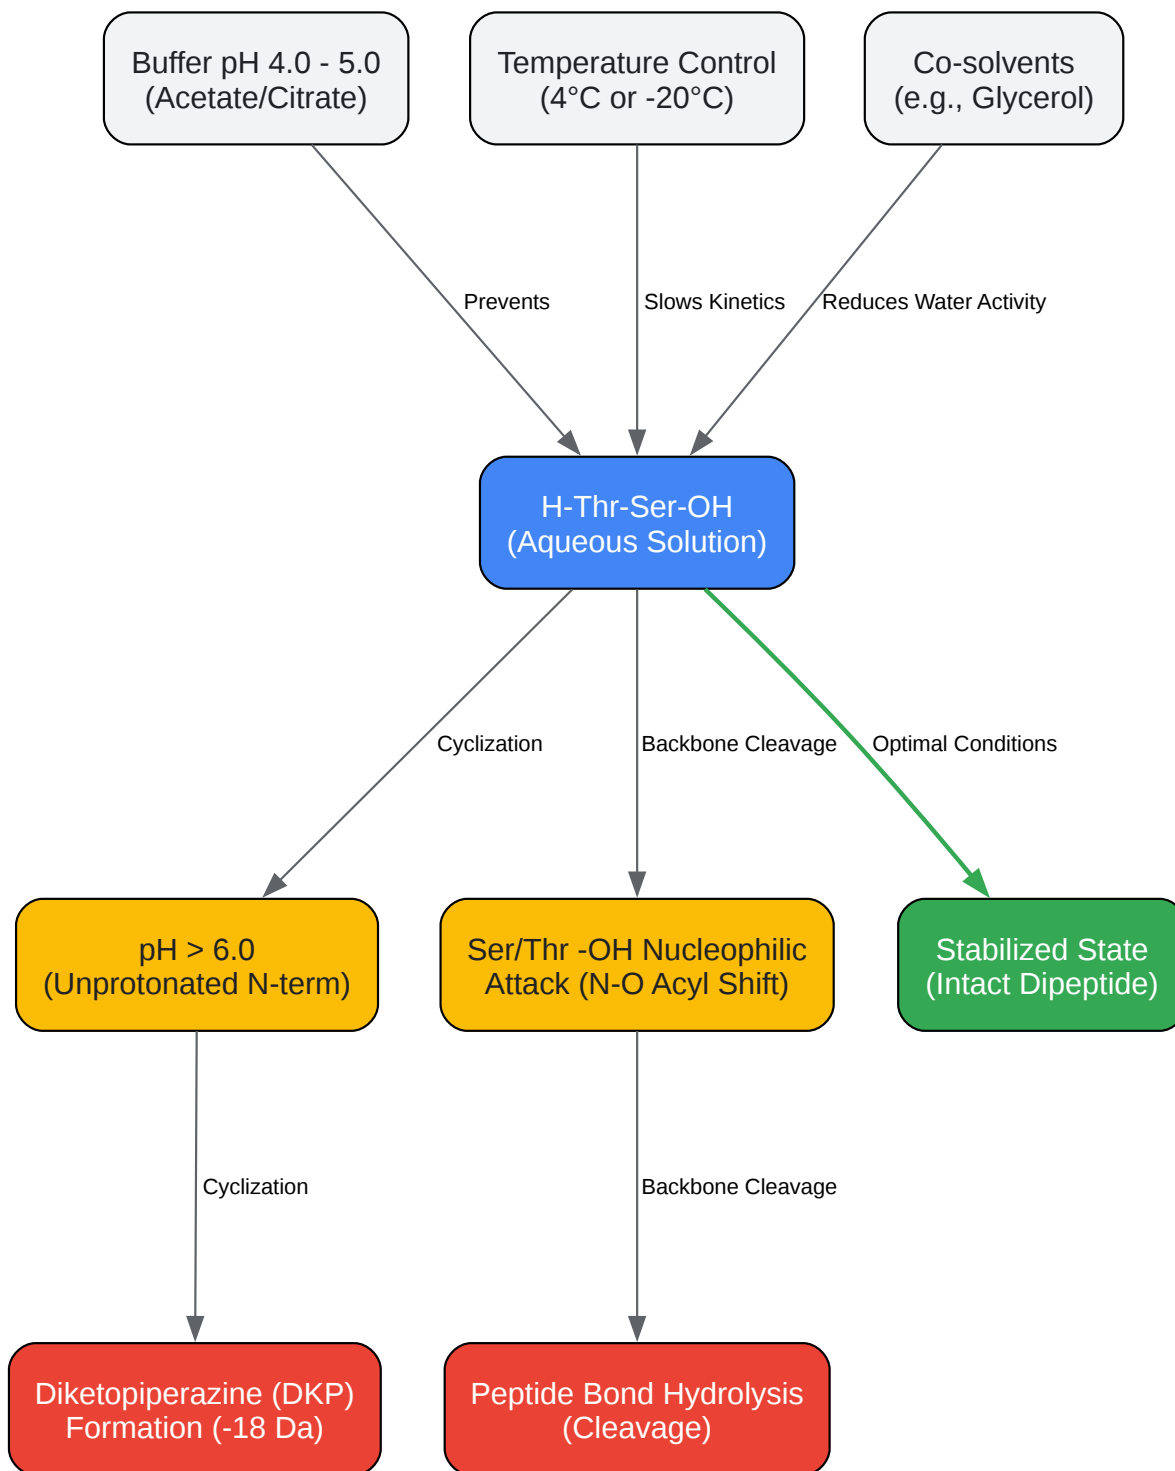 Buffer pH 4.0 - 5.0
(Acetate/Citrate)
Temperature Control
(4°C or -20°C)
Co-solvents
(e.g., Glycerol)
Prevents
Slows Kinetics
Reduces Water Activity
H-Thr-Ser-OH
(Aqueous Solution)
Cyclization
Backbone Cleavage
Optimal Conditions
pH > 6.0
(Unprotonated N-term)
Ser/Thr -OH Nucleophilic
Attack (N-O Acyl Shift)
Stabilized State
(Intact Dipeptide)
Cyclization
Backbone Cleavage
Diketopiperazine (DKP)
Formation (-18 Da)
Peptide Bond Hydrolysis
(Cleavage)